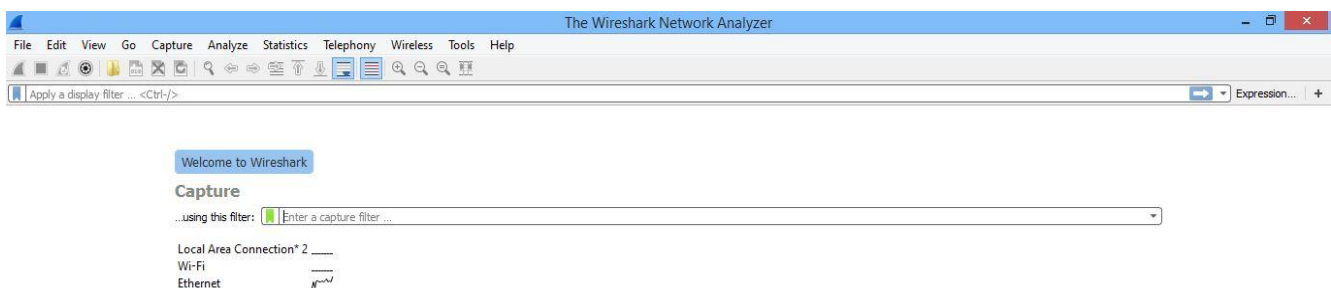 The Wireshark Network Analyzer
File Edit View Go Capture Analyze Statistics Telephony Wireless Tools Help
Apply a display filter ... <Ctrl-/>
Expression... +
Welcome to Wireshark
Capture
...using this filter: Enter a capture filter ...
Local Area Connection* 2
Wi-Fi
Ethernet